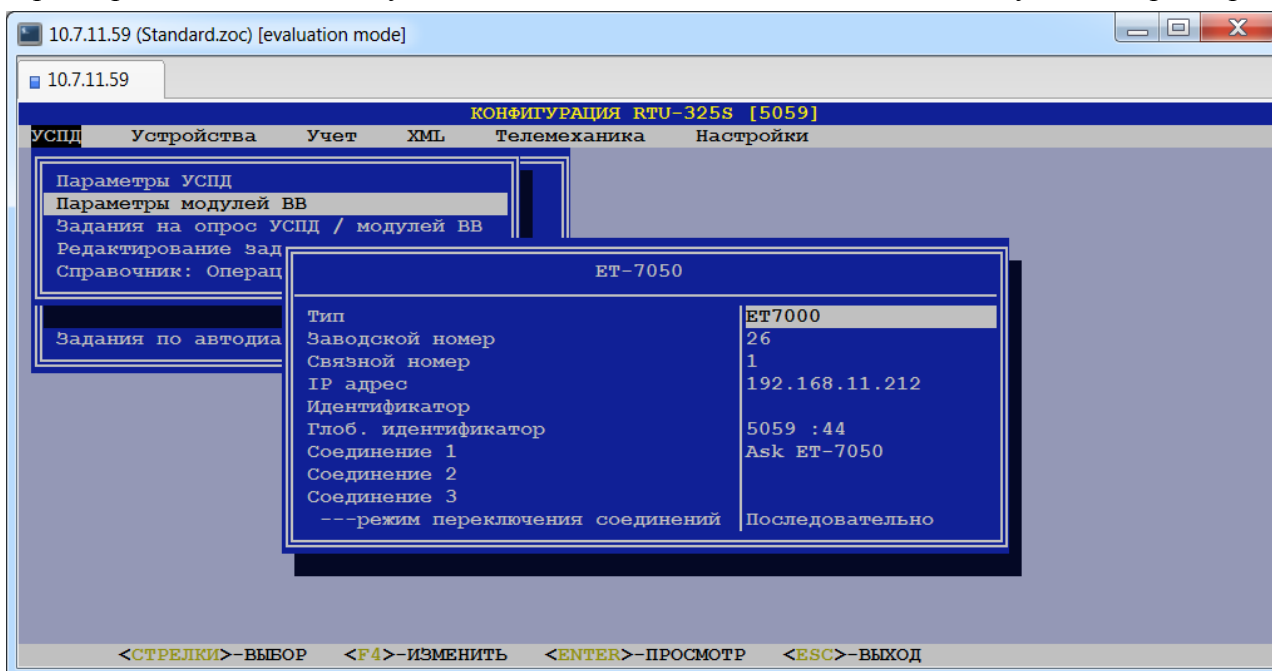 10.7.11.59 (Standard.zoc) [evaluation mode]
10.7.11.59
КОНФИГУРАЦИЯ RTU-325S [5059]
УСПД Устройства Учет XML Телемеханика Настройки
Параметры УСПД
Параметры модулей ВВ
Задания на опрос УСПД / модулей ВВ
Редактирование зад
Справочник: Операц
Задания по автодиа
ET-7050
Тип ET7000
Заводской номер 26
Связной номер 1
IP адрес 192.168.11.212
Идентификатор
Глоб. идентификатор 5059 :44
Соединение 1 Ask ET-7050
Соединение 2
Соединение 3
---режим переключения соединений Последовательно
<СТРЕЛКИ>-ВЫБОР <F4>-ИЗМЕНИТЬ <ENTER>-ПРОСМОТР <ESC>-ВЫХОД